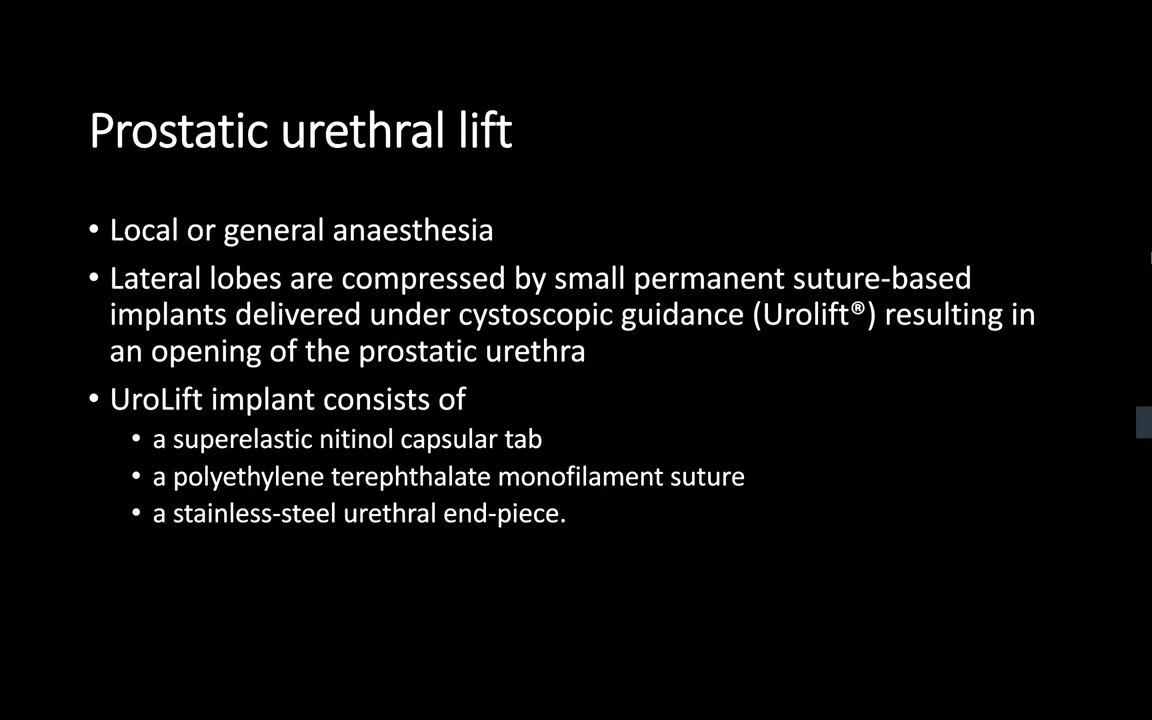 Prostatic urethral lift
• Local or general anaesthesia
• Lateral lobes are compressed by small permanent suture-based
implants delivered under cystoscopic guidance (Urolift®) resulting in
an opening of the prostatic urethra
• UroLift implant consists of
• a superelastic nitinol capsular tab
• a polyethylene terephthalate monofilament suture
• a stainless-steel urethral end-piece.